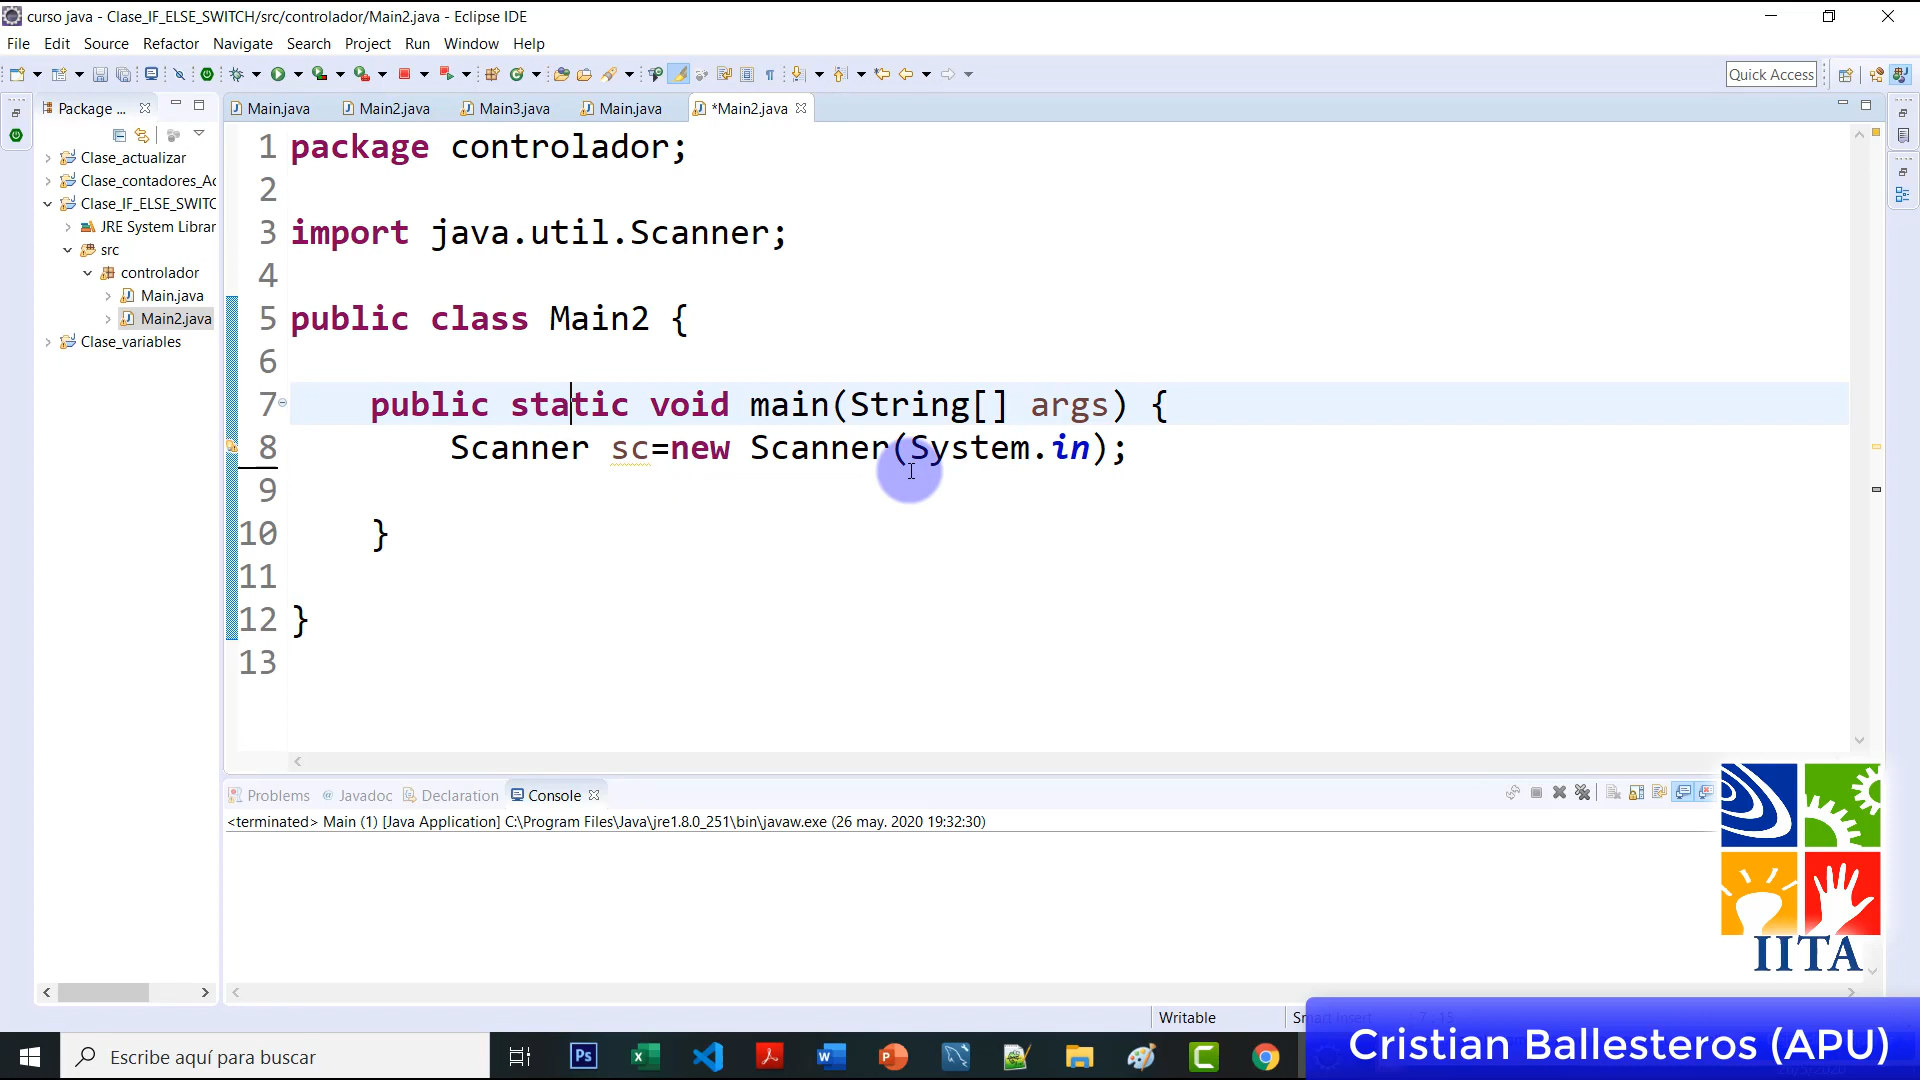 curso java - Clase_IF_ELSE_SWITCH/src/controlador/Main2.java - Eclipse IDE
File Edit Source Refactor Navigate Search Project Run Window Help
Quick Access
Package ...
Main.java Main2.java Main3.java Main.java *Main2.java
Clase_actualizar
Clase_contadores_Ac
Clase_IF_ELSE_SWITC
JRE System Librar
src
controlador
Main.java
Main2.java
Clase_variables
1 package controlador;
2
3 import java.util.Scanner;
4
5 public class Main2 {
6
7 public static void main(String[] args) {
8 Scanner sc=new Scanner(System.in);
9
10 }
11
12 }
13
Problems @ Javadoc Declaration Console
<terminated> Main (1) [Java Application] C:\Program Files\Java\jre1.8.0_251\bin\javaw.exe (26 may. 2020 19:32:30)
IITA
Writable Smart Insert
Cristian Ballesteros (APU)
Escribe aquí para buscar